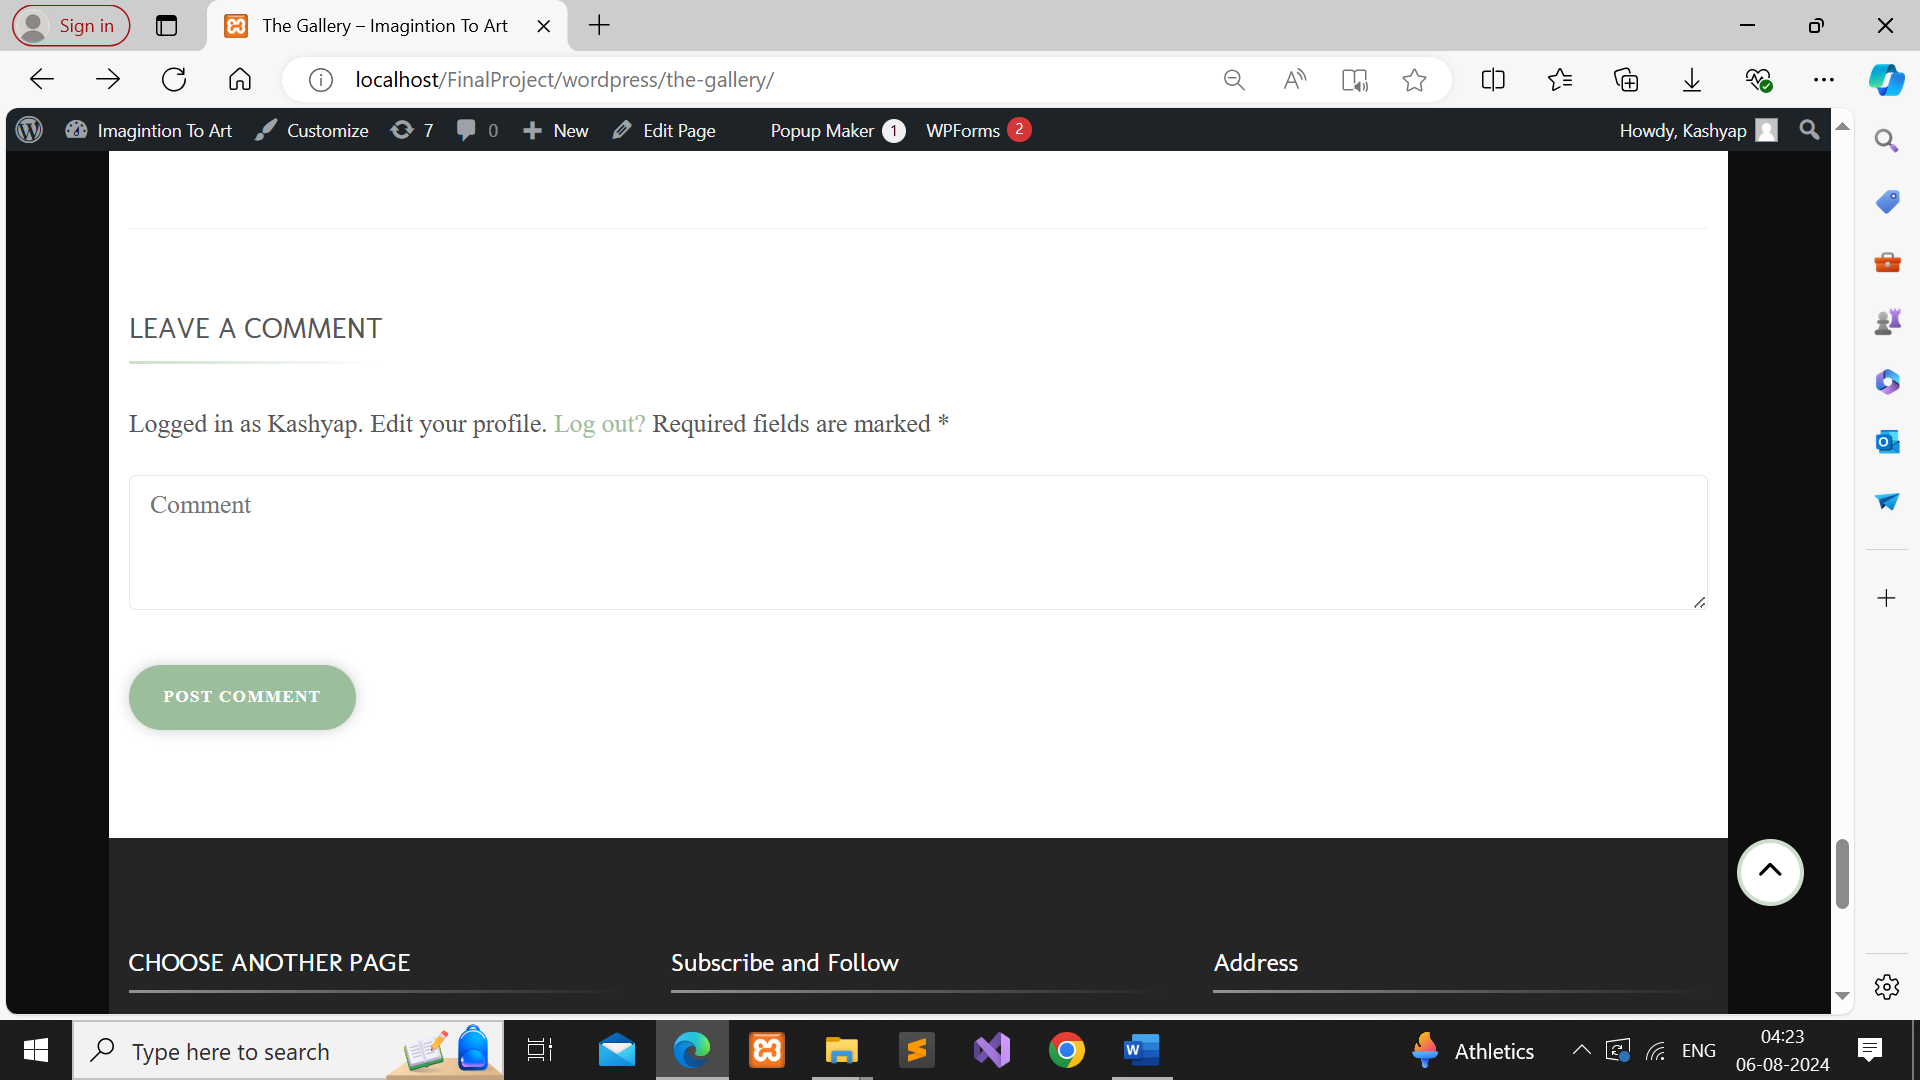 Sign in
The Gallery – Imagintion To Art
localhost/FinalProject/wordpress/the-gallery/
Imagintion To Art Customize 7 0 New Edit Page Popup Maker 1 WPForms 2 Howdy, Kashyap
LEAVE A COMMENT
Logged in as Kashyap. Edit your profile. Log out? Required fields are marked *
Comment
POST COMMENT
CHOOSE ANOTHER PAGE
Subscribe and Follow
Address
Type here to search
Athletics
ENG
04:23
06-08-2024